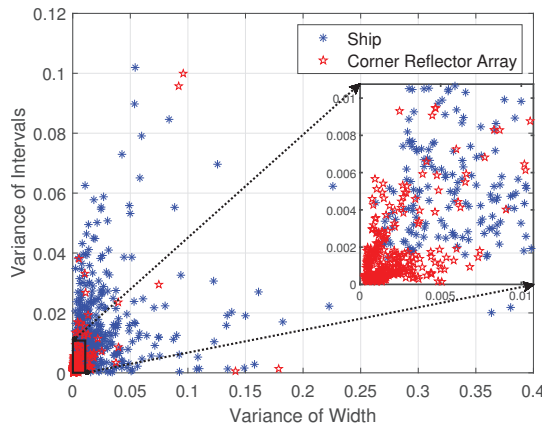 0.12
0.1
0.08
0.06
0.04
0.02
0
Variance of Intervals
Ship
Corner Reflector Array
0.01
0.008
0.006
0.004
0.002
0
0 0.005 0.01
0 0.05 0.1 0.15 0.2 0.25 0.3 0.35 0.4
Variance of Width